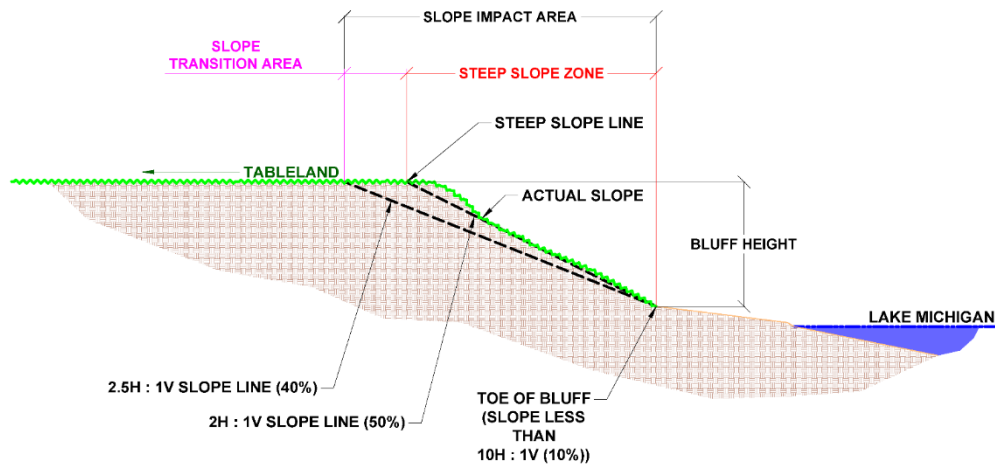 SLOPE IMPACT AREA
SLOPE
TRANSITION AREA
STEEP SLOPE ZONE
STEEP SLOPE LINE
TABLELAND
ACTUAL SLOPE
BLUFF HEIGHT
LAKE MICHIGAN
2.5H : 1V SLOPE LINE (40%)
2H : 1V SLOPE LINE (50%)
TOE OF BLUFF
(SLOPE LESS
THAN
10H : 1V (10%))